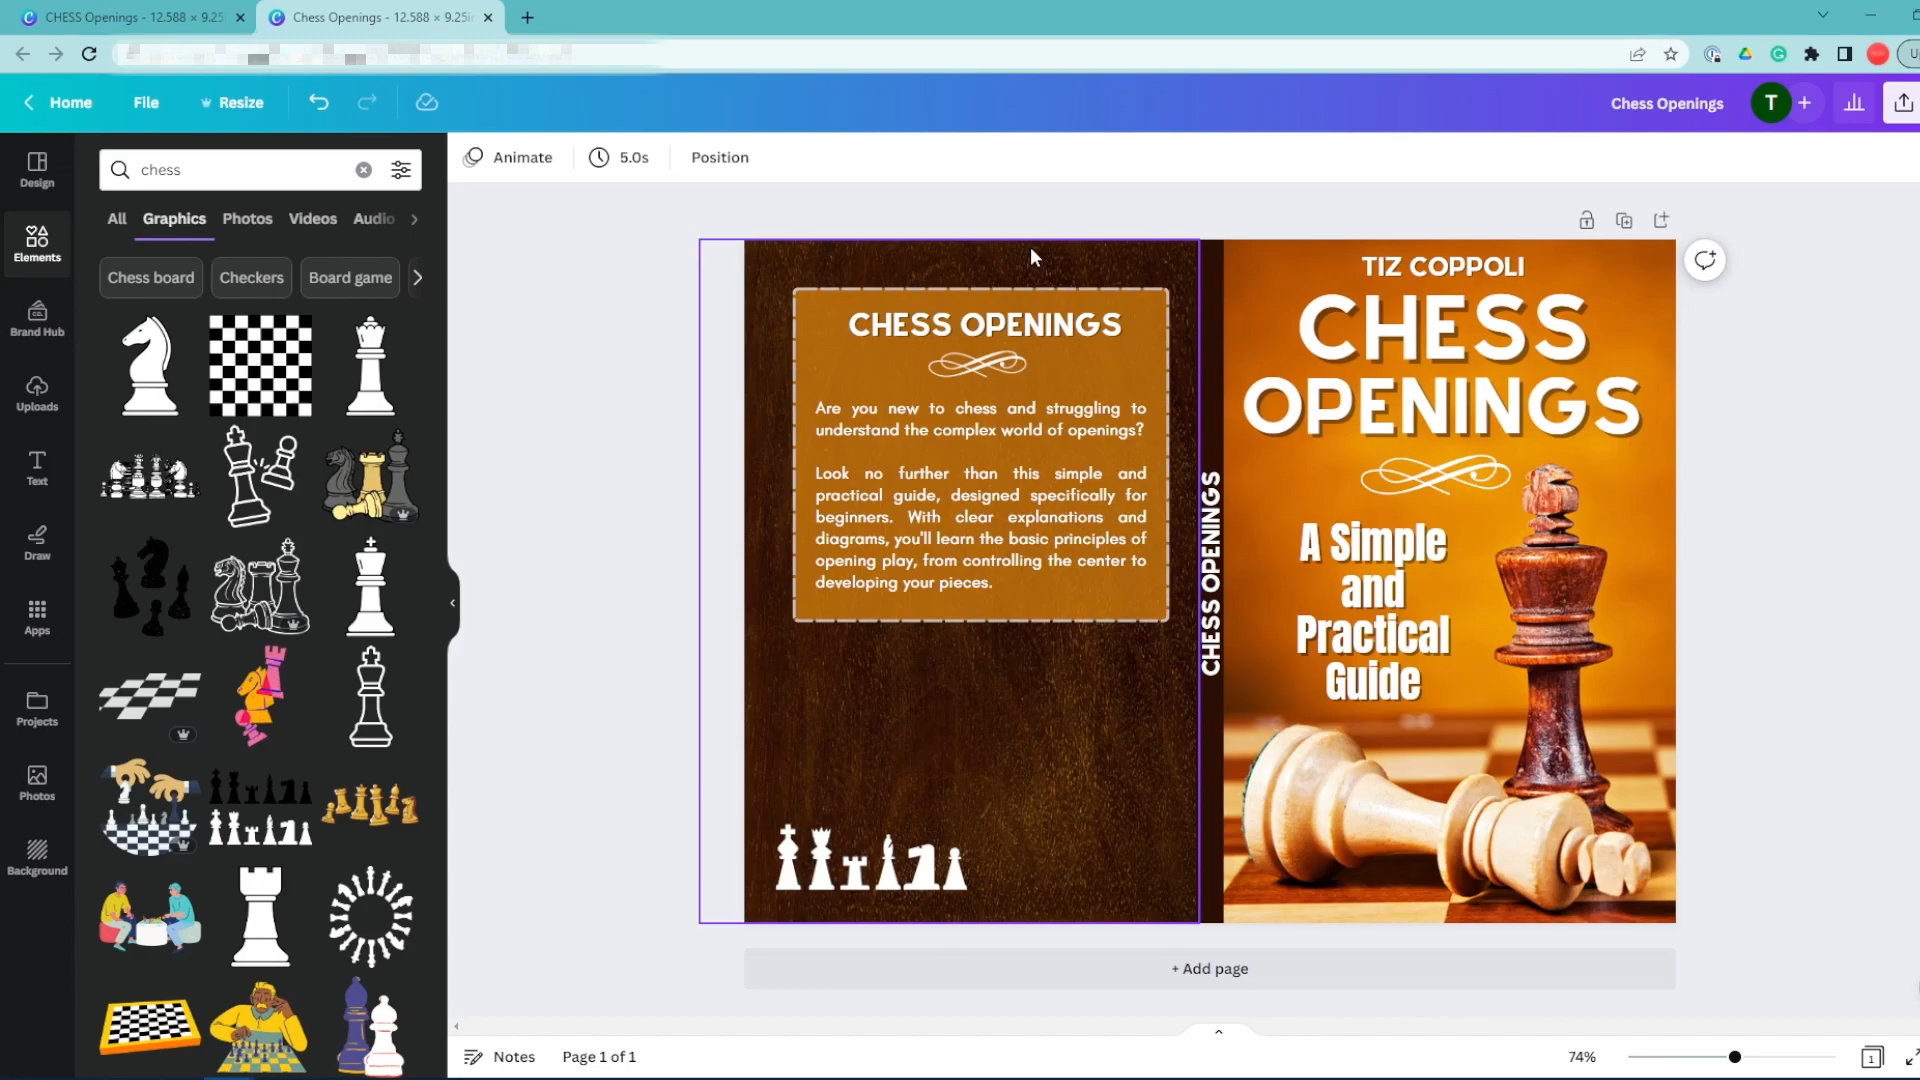 CHESS Openings - 12.588 × 9.25
Chess Openings - 12.588 × 9.25i
Home
File
Resize
Chess Openings
T
Design
Elements
Brand Hub
Uploads
Text
Draw
Apps
Projects
Photos
Background
chess
All
Graphics
Photos
Videos
Audio
Chess board
Checkers
Board game
Animate
5.0s
Position
CHESS OPENINGS
Are you new to chess and struggling to
understand the complex world of openings?
Look no further than this simple and
practical guide, designed specifically for
beginners. With clear explanations and
diagrams, you'll learn the basic principles of
opening play, from controlling the center to
developing your pieces.
CHESS OPENINGS
TIZ COPPOLI
CHESS
OPENINGS
A Simple
and
Practical
Guide
+ Add page
Notes
Page 1 of 1
74%
1